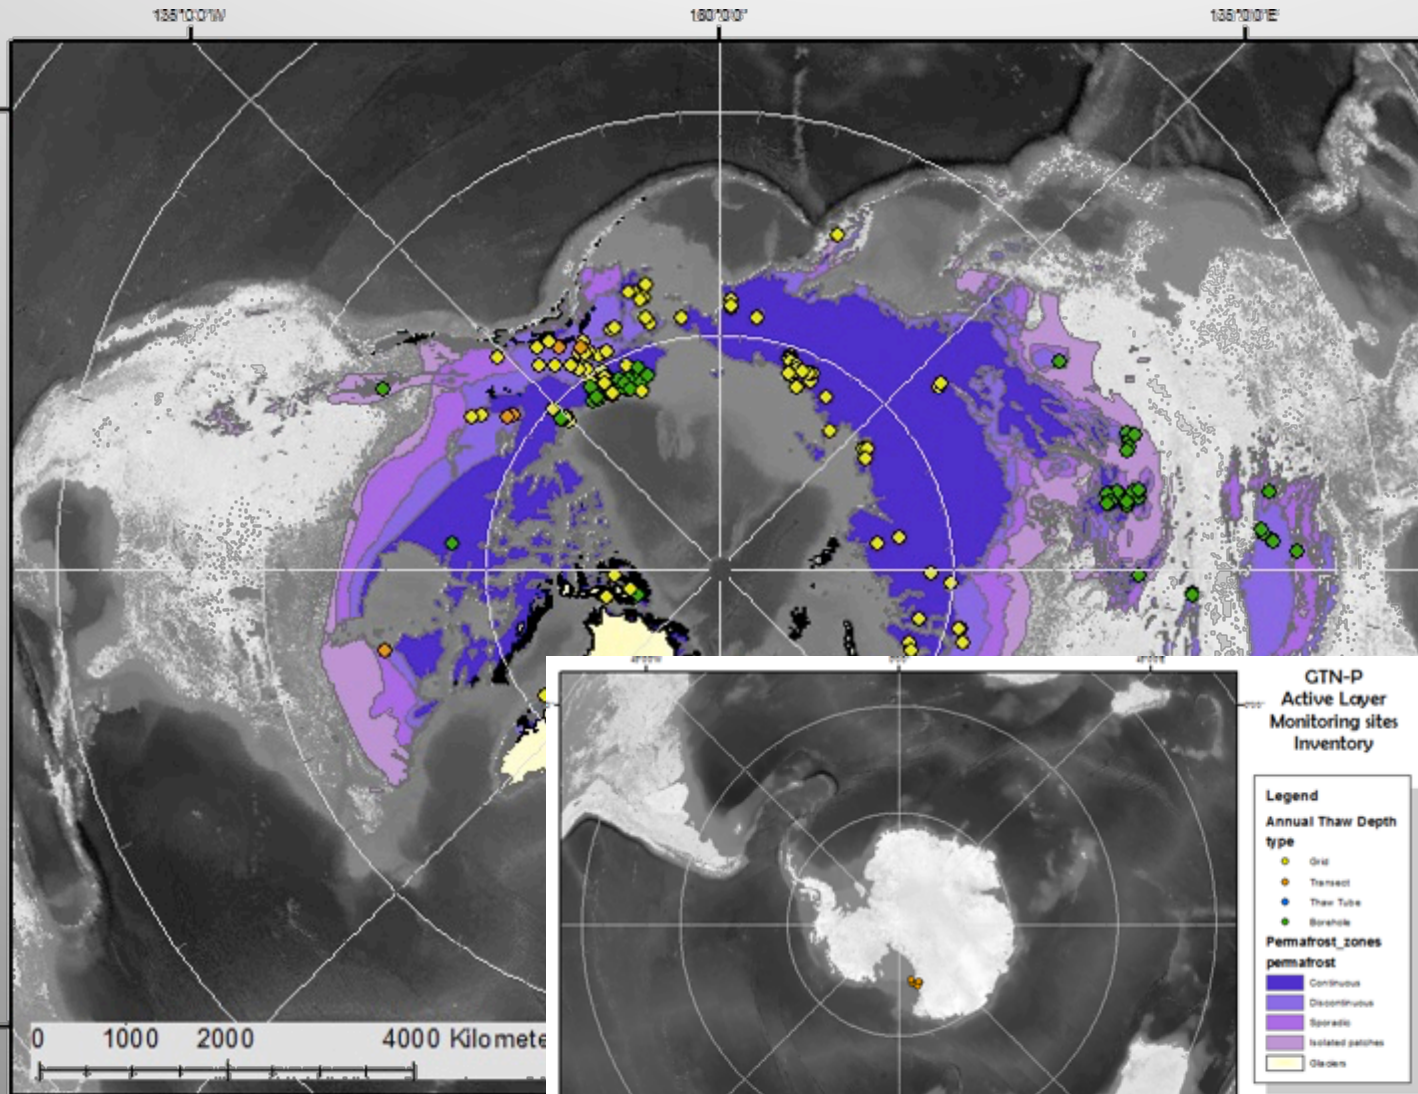 135°0'0"W 180°0'0" 135°0'0"E
GTN-P
Active Layer
Monitoring sites
Inventory
Legend
Annual Thaw Depth
type
Grid
Transect
Thaw Tube
Borehole
Permafrost_zones
permafrost
Continuous
Discontinuous
Sporadic
Isolated patches
Glaciers
0 1000 2000 4000 Kilomete